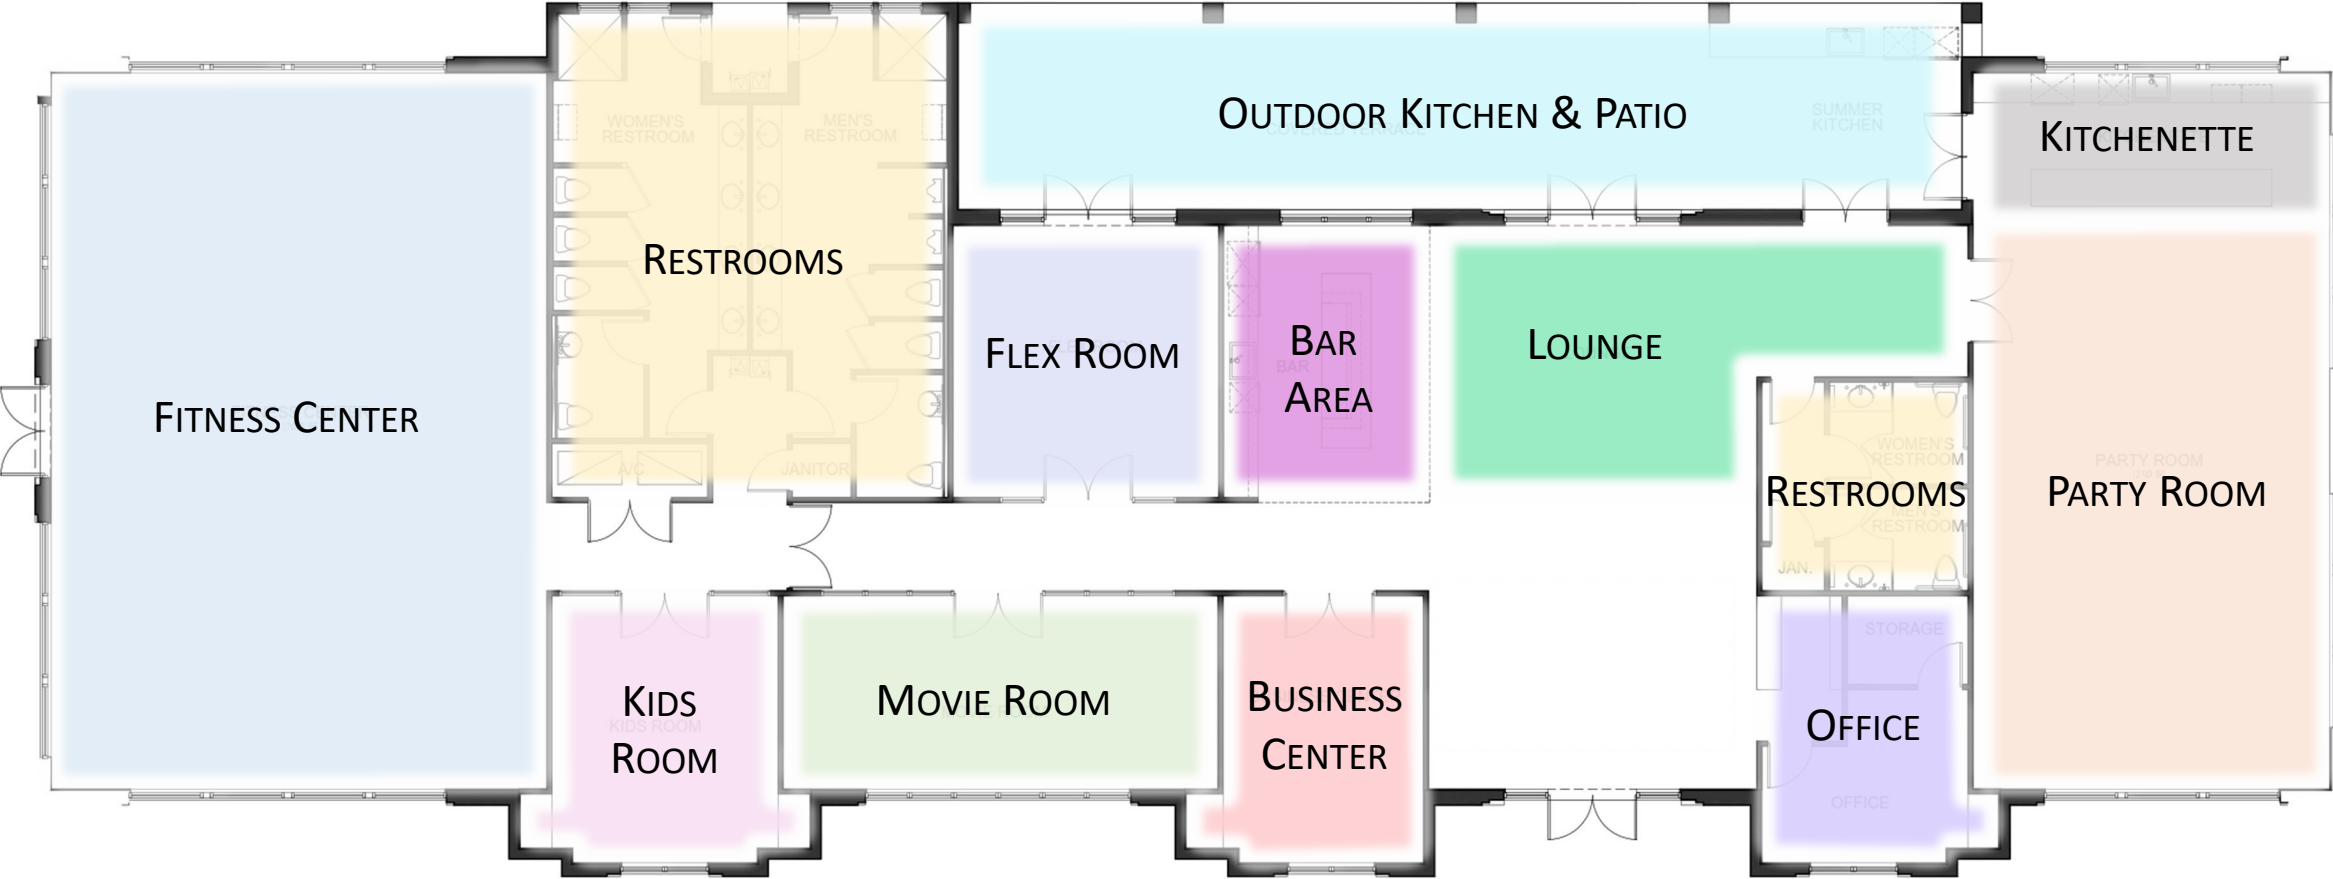 OUTDOOR KITCHEN & PATIO
SUMMER
KITCHEN
WOMEN'S
RESTROOM
MEN'S
RESTROOM
KITCHENETTE
RESTROOMS
FLEX ROOM
BAR
AREA
BAR
LOUNGE
FITNESS CENTER
A/C
JANITOR
WOMEN'S
RESTROOM
PARTY ROOM
RESTROOMS
PARTY ROOM
MEN'S
RESTROOM
JAN.
STORAGE
KIDS
ROOM
KIDS ROOM
MOVIE ROOM
BUSINESS
CENTER
OFFICE
OFFICE